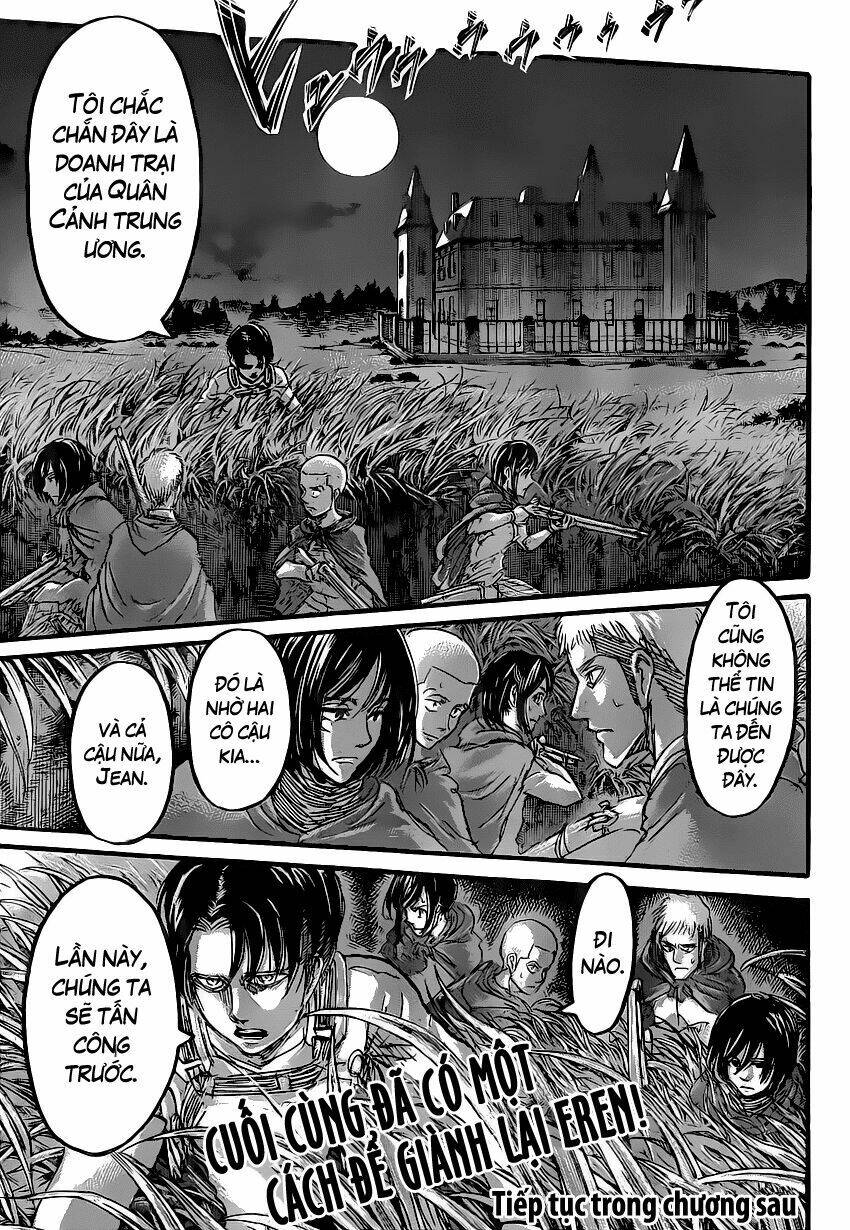 TÔI CHẮC
CHẮN ĐÂY LÀ
DOANH TRẠI
CỦA QUÂN
CẢNH TRUNG
ƯƠNG.
TÔI
CŨNG
KHÔNG
THỂ TIN
LÀ CHÚNG
TA ĐẾN
ĐƯỢC
ĐÂY.
ĐÓ LÀ
NHỜ HAI
CÔ CẬU
KIA...
VÀ CẢ
CẬU NỮA,
JEAN.
ĐI
NÀO.
LẦN NÀY,
CHÚNG TA
SẼ TẤN
CÔNG
TRƯỚC.
CUỐI CÙNG ĐÃ CÓ MỘT
CÁCH ĐỂ GIÀNH LẠI EREN!
Tiếp tục trong chương sau